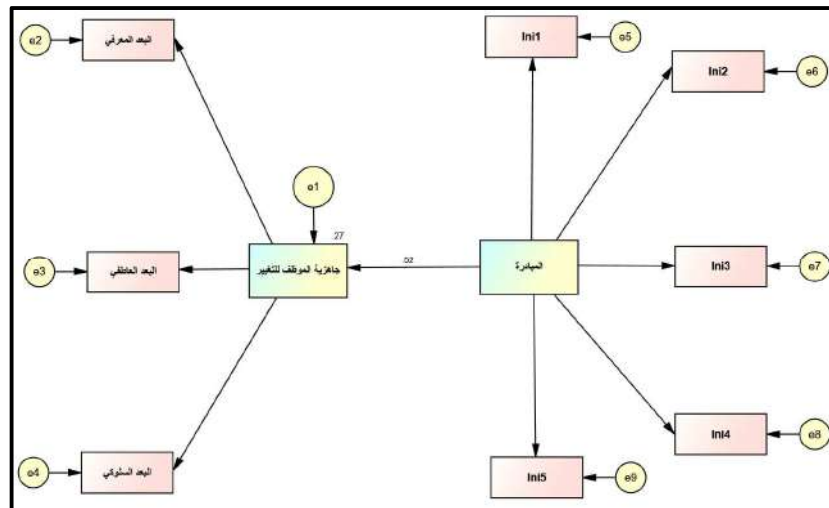 e2
البعد المعرفي
Ini1
e5
Ini2
e6
e1
.27
e3
البعد العاطفي
جاهزية الموظف للتغيير
.52
المبادرة
Ini3
e7
e4
البعد السلوكي
Ini4
e8
Ini5
e9